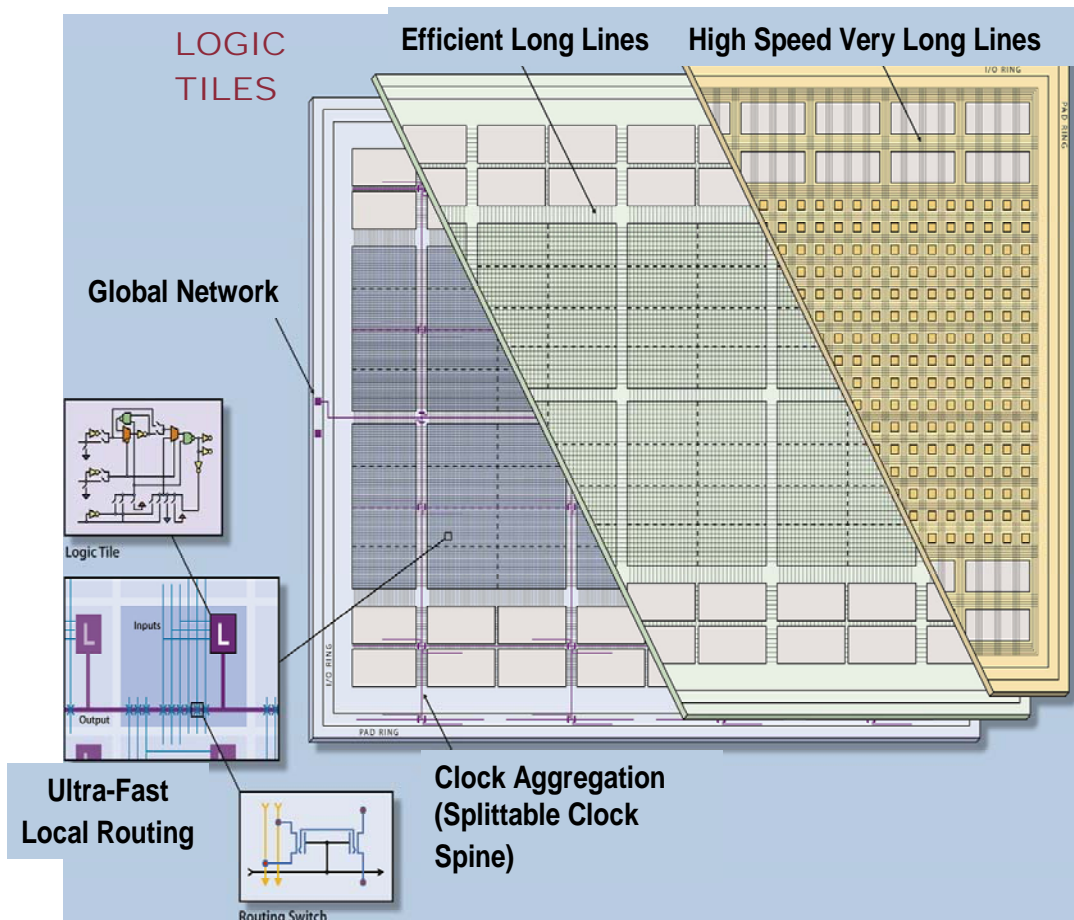 LOGIC
TILES
Efficient Long Lines
High Speed Very Long Lines
I/O RING
PAD RING
Global Network
Logic Tile
L
Inputs
L
Output
L
L
I/O RING
PAD RING
Ultra-Fast
Local Routing
Clock Aggregation
(Splittable Clock
Spine)
Routing Switch